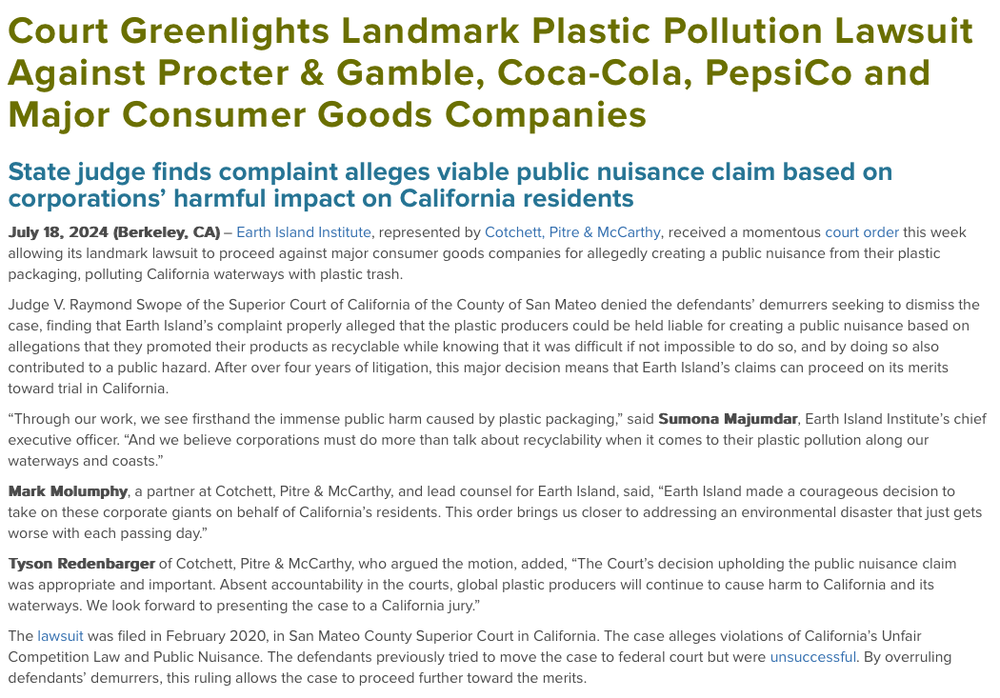 Court Greenlights Landmark Plastic Pollution Lawsuit
Against Procter & Gamble, Coca-Cola, PepsiCo and
Major Consumer Goods Companies
State judge finds complaint alleges viable public nuisance claim based on
corporations’ harmful impact on California residents
July 18, 2024 (Berkeley, CA) – Earth Island Institute, represented by Cotchett, Pitre & McCarthy, received a momentous court order this week
allowing its landmark lawsuit to proceed against major consumer goods companies for allegedly creating a public nuisance from their plastic
packaging, polluting California waterways with plastic trash.
Judge V. Raymond Swope of the Superior Court of California of the County of San Mateo denied the defendants’ demurrers seeking to dismiss the
case, finding that Earth Island’s complaint properly alleged that the plastic producers could be held liable for creating a public nuisance based on
allegations that they promoted their products as recyclable while knowing that it was difficult if not impossible to do so, and by doing so also
contributed to a public hazard. After over four years of litigation, this major decision means that Earth Island’s claims can proceed on its merits
toward trial in California.
“Through our work, we see firsthand the immense public harm caused by plastic packaging,” said Sumona Majumdar, Earth Island Institute’s chief
executive officer. “And we believe corporations must do more than talk about recyclability when it comes to their plastic pollution along our
waterways and coasts.”
Mark Molumphy, a partner at Cotchett, Pitre & McCarthy, and lead counsel for Earth Island, said, “Earth Island made a courageous decision to
take on these corporate giants on behalf of California’s residents. This order brings us closer to addressing an environmental disaster that just gets
worse with each passing day.”
Tyson Redenbarger of Cotchett, Pitre & McCarthy, who argued the motion, added, “The Court’s decision upholding the public nuisance claim
was appropriate and important. Absent accountability in the courts, global plastic producers will continue to cause harm to California and its
waterways. We look forward to presenting the case to a California jury.”
The lawsuit was filed in February 2020, in San Mateo County Superior Court in California. The case alleges violations of California’s Unfair
Competition Law and Public Nuisance. The defendants previously tried to move the case to federal court but were unsuccessful. By overruling
defendants’ demurrers, this ruling allows the case to proceed further toward the merits.